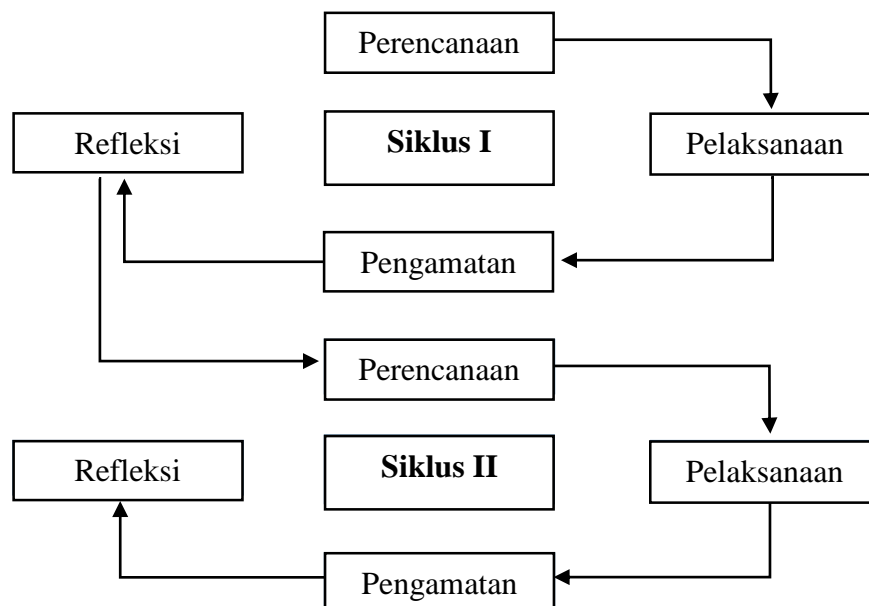 Perencanaan
Refleksi
Siklus I
Pelaksanaan
Pengamatan
Perencanaan
Refleksi
Siklus II
Pelaksanaan
Pengamatan